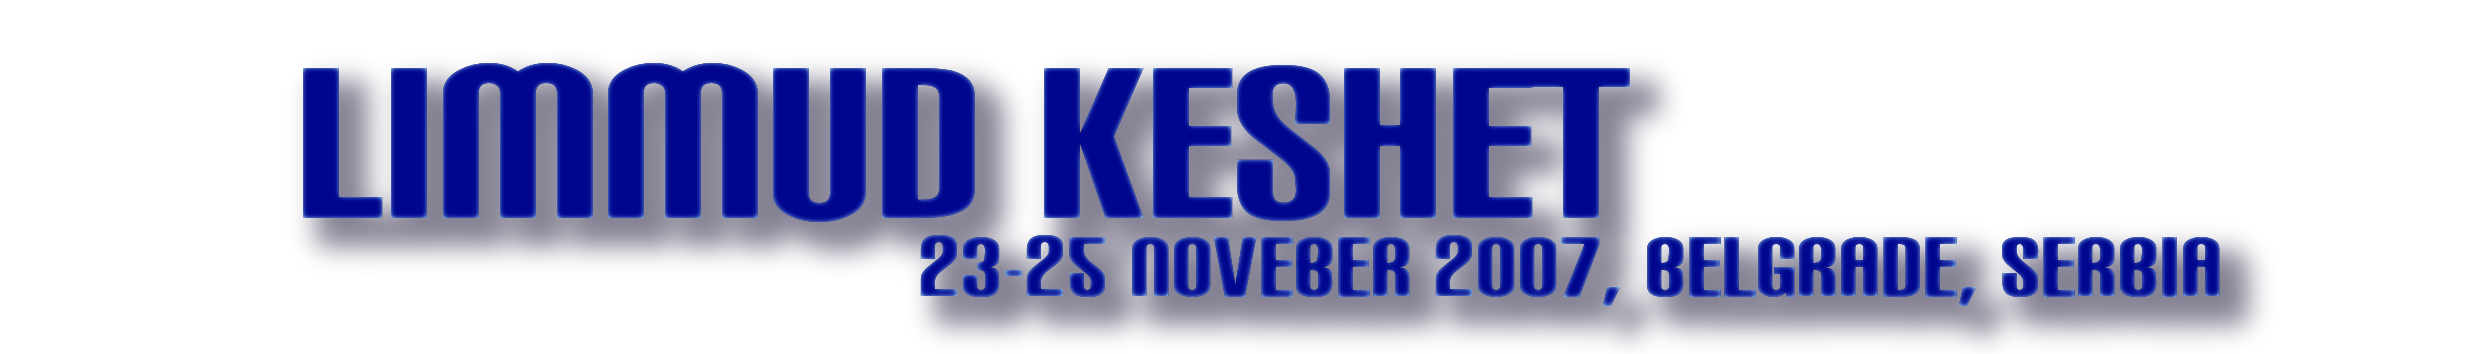 LIMMUD KESHET
23-25 NOVEBER 2007, BELGRADE, SERBIA